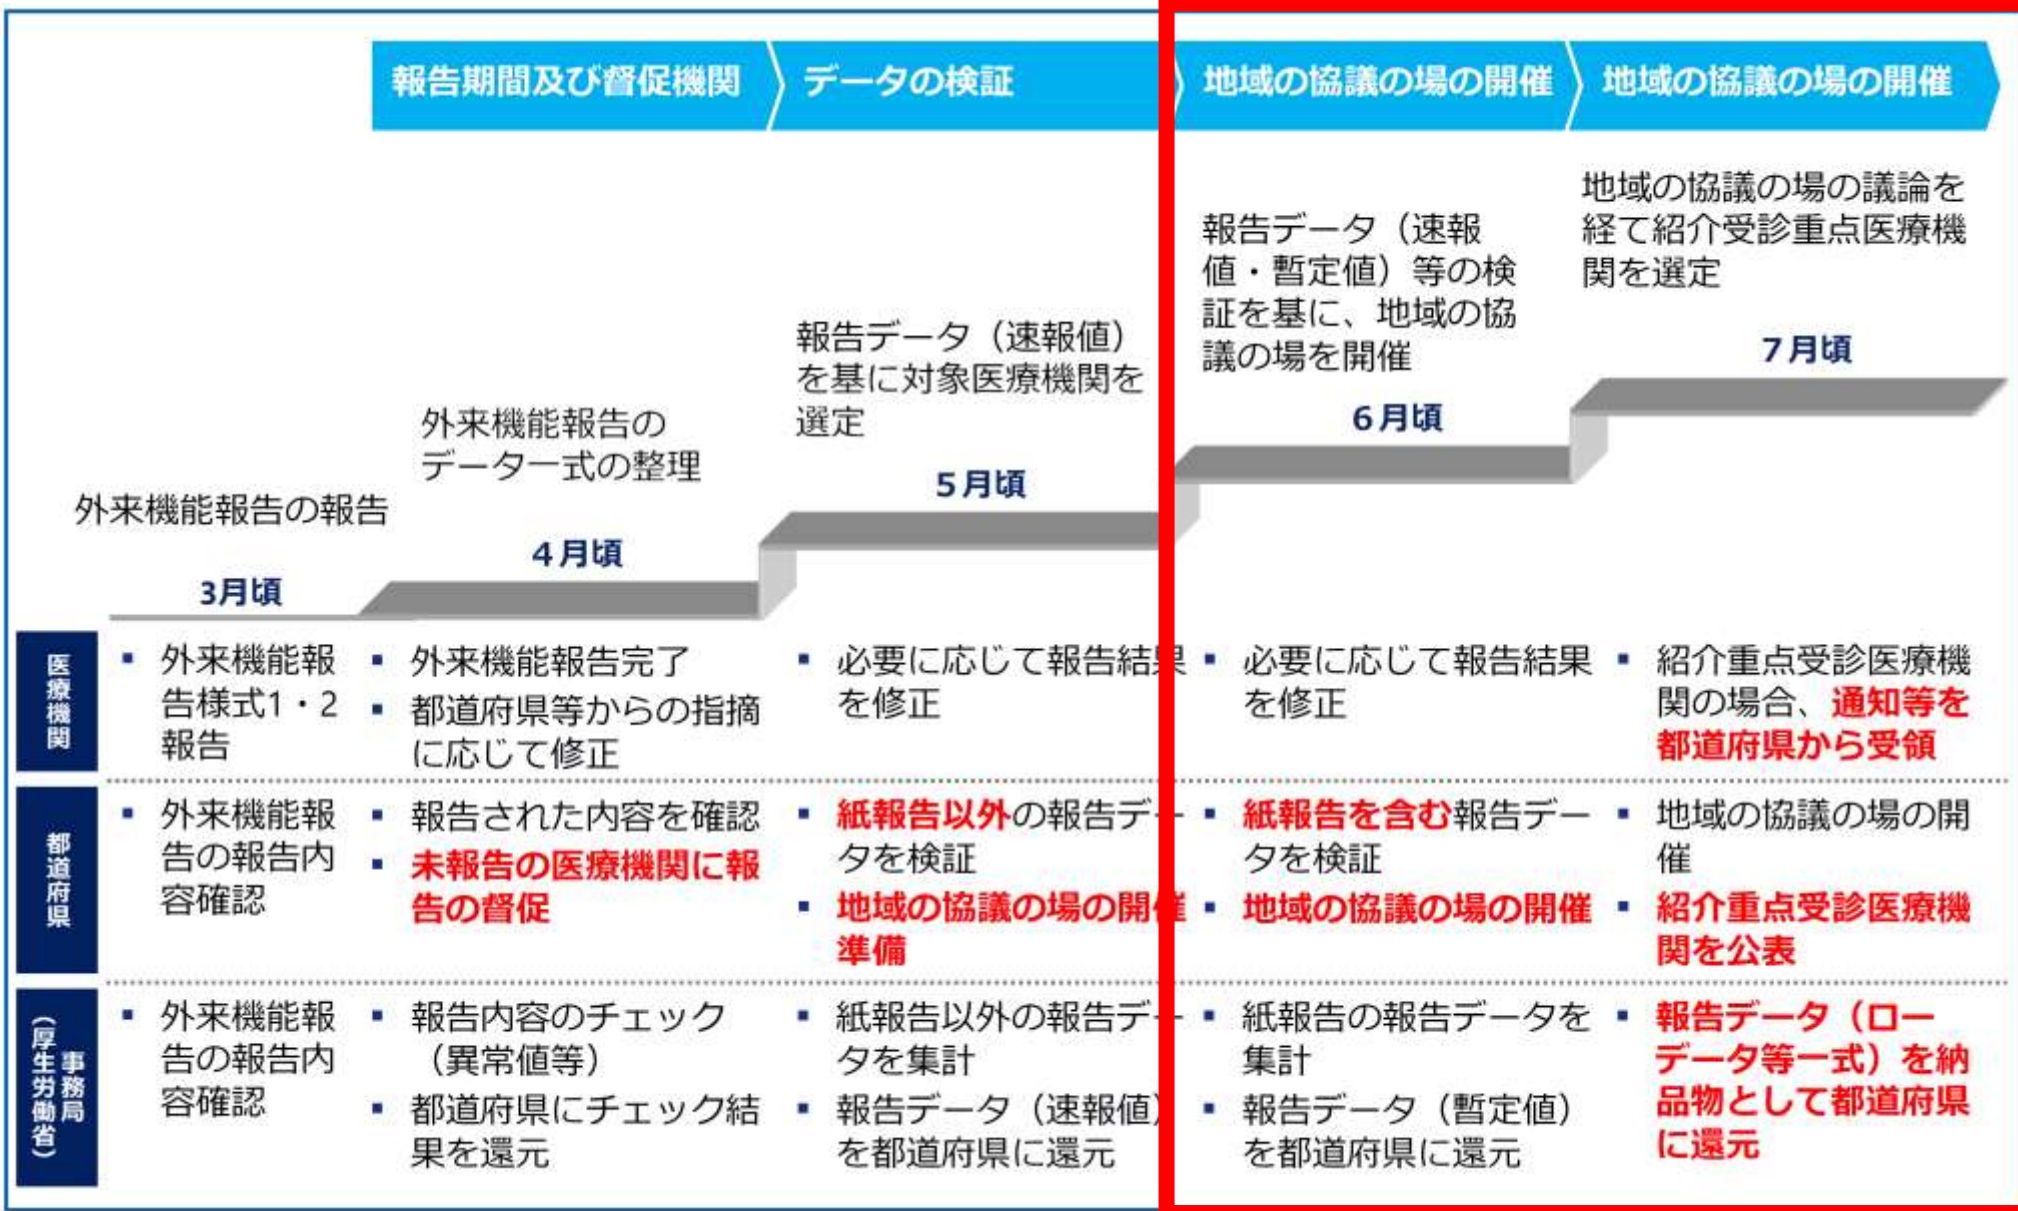 報告期間及び督促機関
データの検証
地域の協議の場の開催
地域の協議の場の開催
外来機能報告の報告
3月頃
外来機能報告の
データ一式の整理
4月頃
報告データ（速報値）
を基に対象医療機関を
選定
5月頃
報告データ（速報
値・暫定値）等の検
証を基に、地域の協
議の場を開催
6月頃
地域の協議の場の議論を
経て紹介受診重点医療機
関を選定
7月頃
医療機関
▪ 外来機能報
告様式1・2
報告
▪ 外来機能報告完了
▪ 都道府県等からの指摘
に応じて修正
▪ 必要に応じて報告結果
を修正
▪ 必要に応じて報告結果
を修正
▪ 紹介重点受診医療機
関の場合、通知等を
都道府県から受領
都道府県
▪ 外来機能報
告の報告内
容確認
▪ 報告された内容を確認
▪ 未報告の医療機関に報
告の督促
▪ 紙報告以外の報告デー
タを検証
▪ 地域の協議の場の開催
準備
▪ 紙報告を含む報告デー
タを検証
▪ 地域の協議の場の開催
▪ 地域の協議の場の開
催
▪ 紹介重点受診医療機
関を公表
事務局
（厚生労働省）
▪ 外来機能報
告の報告内
容確認
▪ 報告内容のチェック
（異常値等）
▪ 都道府県にチェック結
果を還元
▪ 紙報告以外の報告デー
タを集計
▪ 報告データ（速報値）
を都道府県に還元
▪ 紙報告の報告データを
集計
▪ 報告データ（暫定値）
を都道府県に還元
▪ 報告データ（ロー
データ等一式）を納
品物として都道府県
に還元